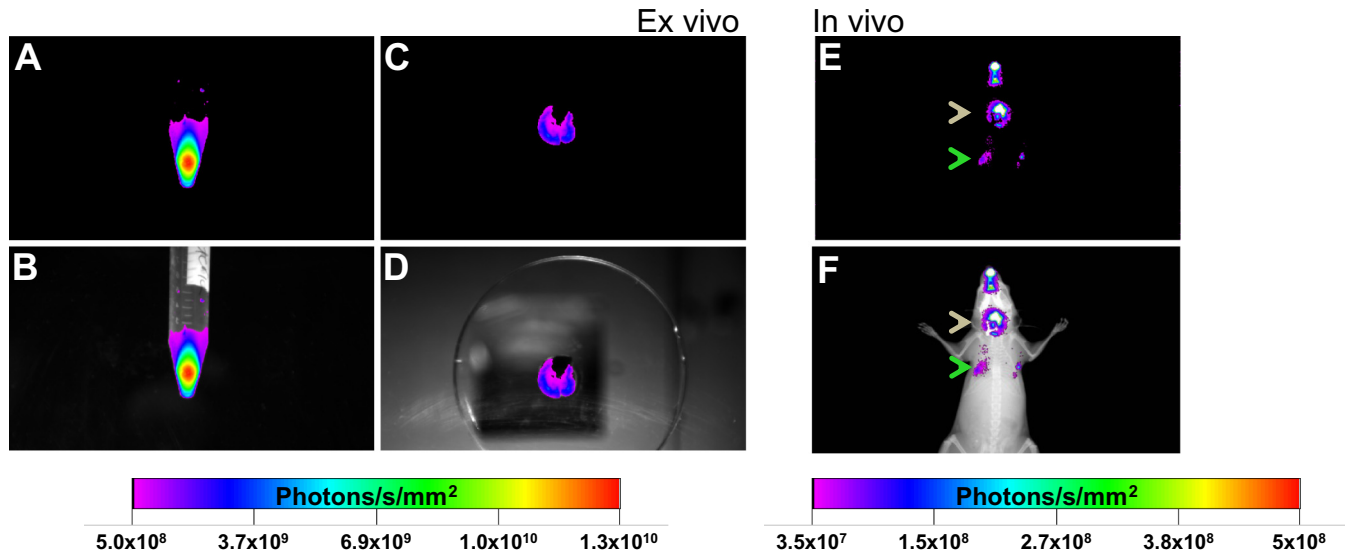 Ex vivo
In vivo
A
C
E
B
D
F
Photons/s/mm²
5.0x10⁸ 3.7x10⁹ 6.9x10⁹ 1.0x10¹⁰ 1.3x10¹⁰
Photons/s/mm²
3.5x10⁷ 1.5x10⁸ 2.7x10⁸ 3.8x10⁸ 5x10⁸